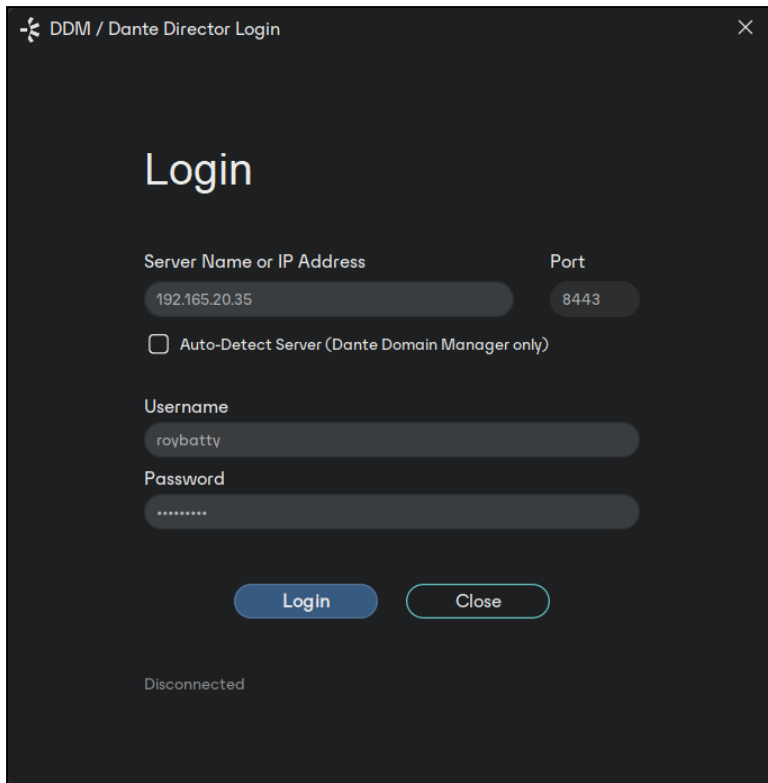 DDM / Dante Director Login
Login
Server Name or IP Address Port
192.165.20.35 8443
Auto-Detect Server (Dante Domain Manager only)
Username
roybatty
Password
•••••••••
Login Close
Disconnected